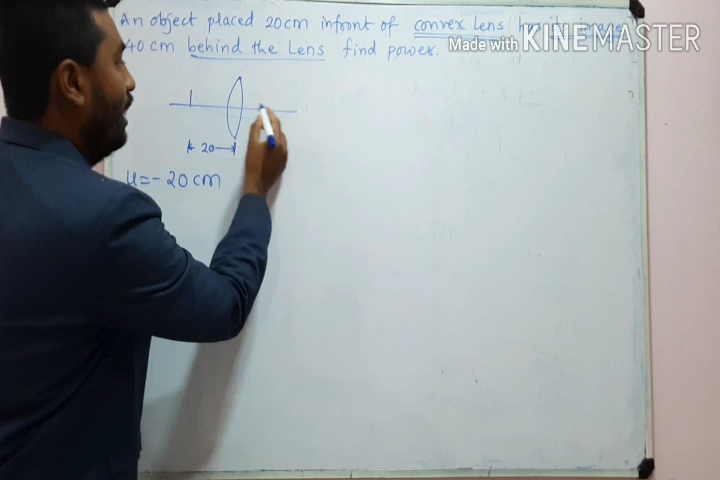 An object placed 20cm infront of convex Lens
40 cm behind the Lens find power.
Made with KINEMASTER
20
u = - 20 cm